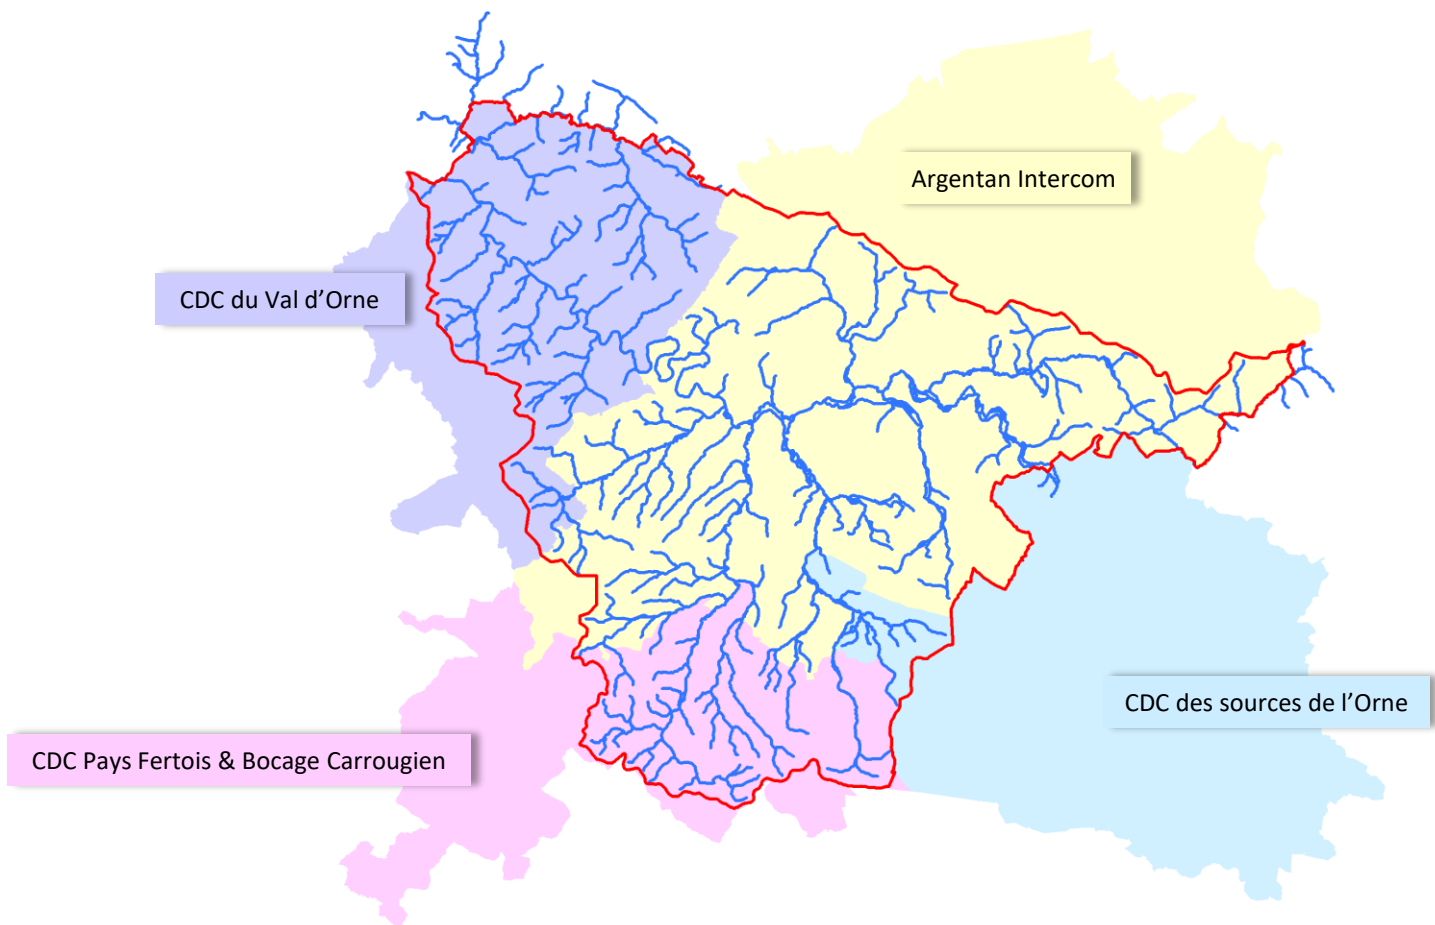 Argentan Intercom
CDC du Val d’Orne
CDC des sources de l’Orne
CDC Pays Fertois & Bocage Carrougien